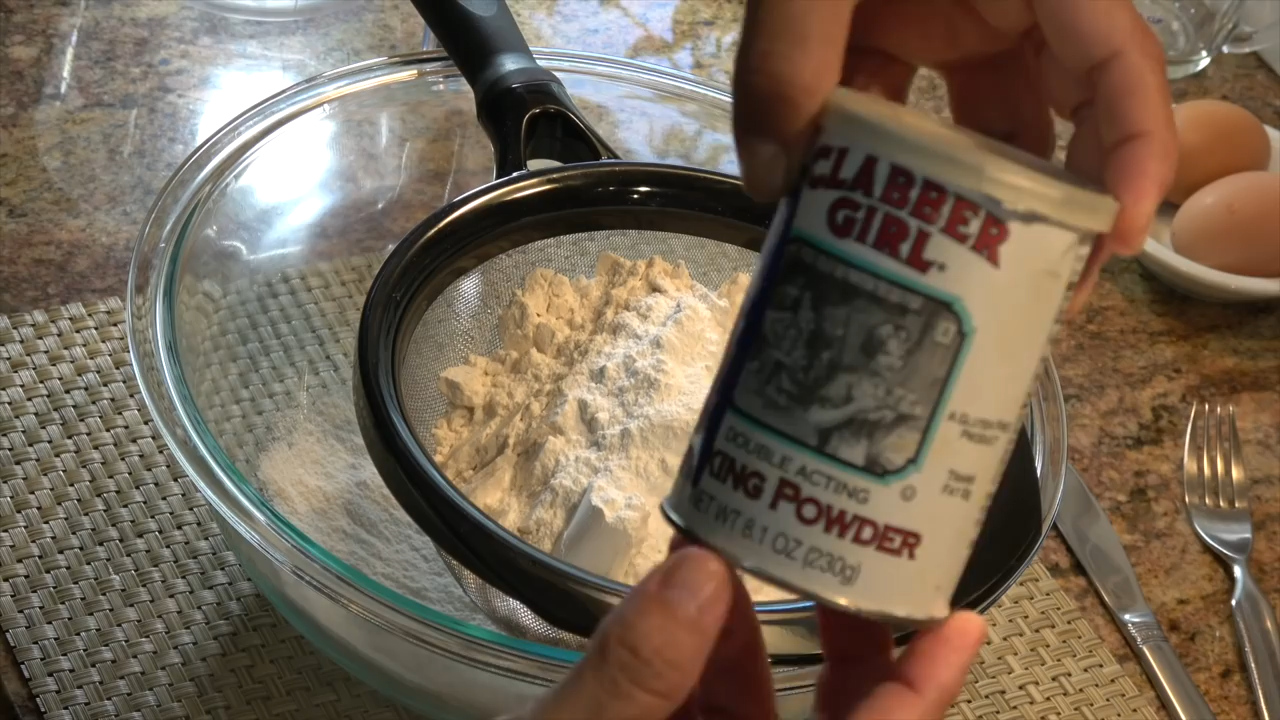 CLABBER
GIRL
DOUBLE ACTING
KING POWDER
NET WT 8.1 OZ (230g)